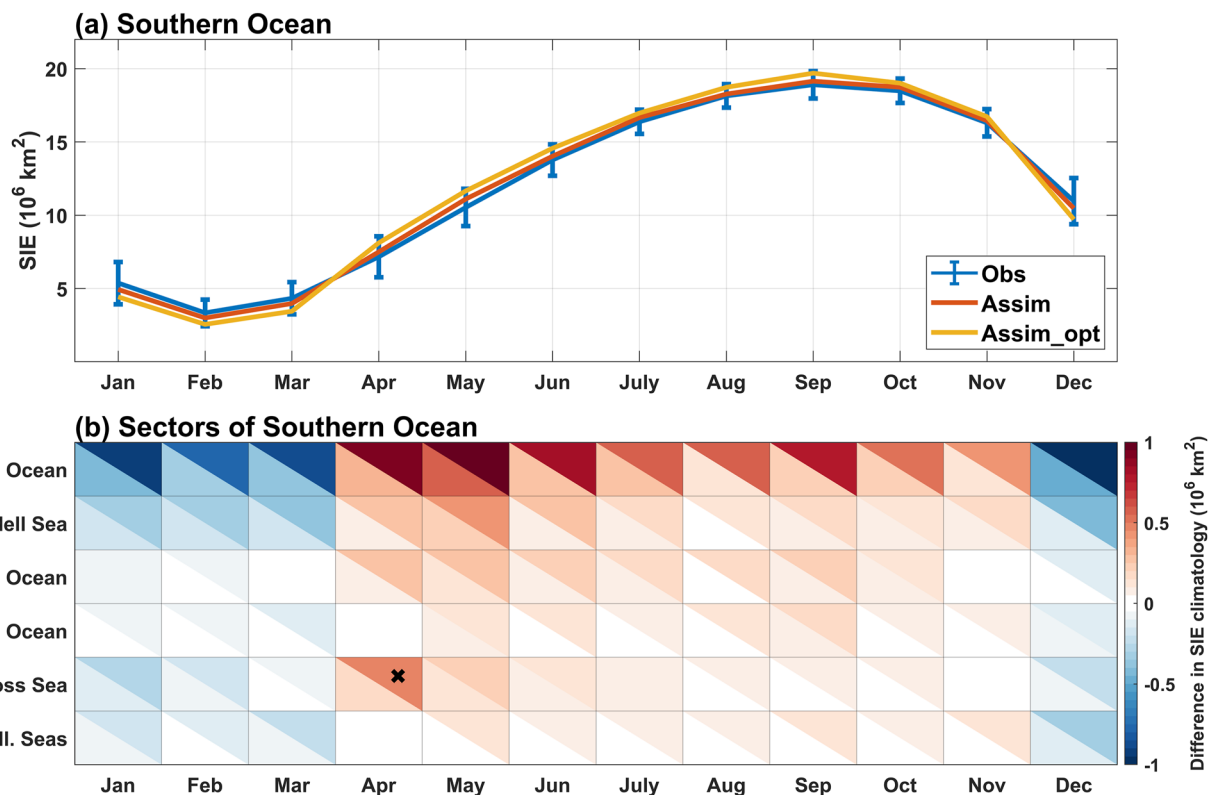 (a) Southern Ocean
SIE (10⁶ km²)
20
15
10
5
Obs
Assim
Assim_opt
Jan Feb Mar Apr May Jun July Aug Sep Oct Nov Dec
(b) Sectors of Southern Ocean
Ocean
dell Sea
Ocean
Ocean
oss Sea
ll. Seas
1
0.5
0
-0.5
-1
Difference in SIE climatology (10⁶ km²)
Jan Feb Mar Apr May Jun July Aug Sep Oct Nov Dec